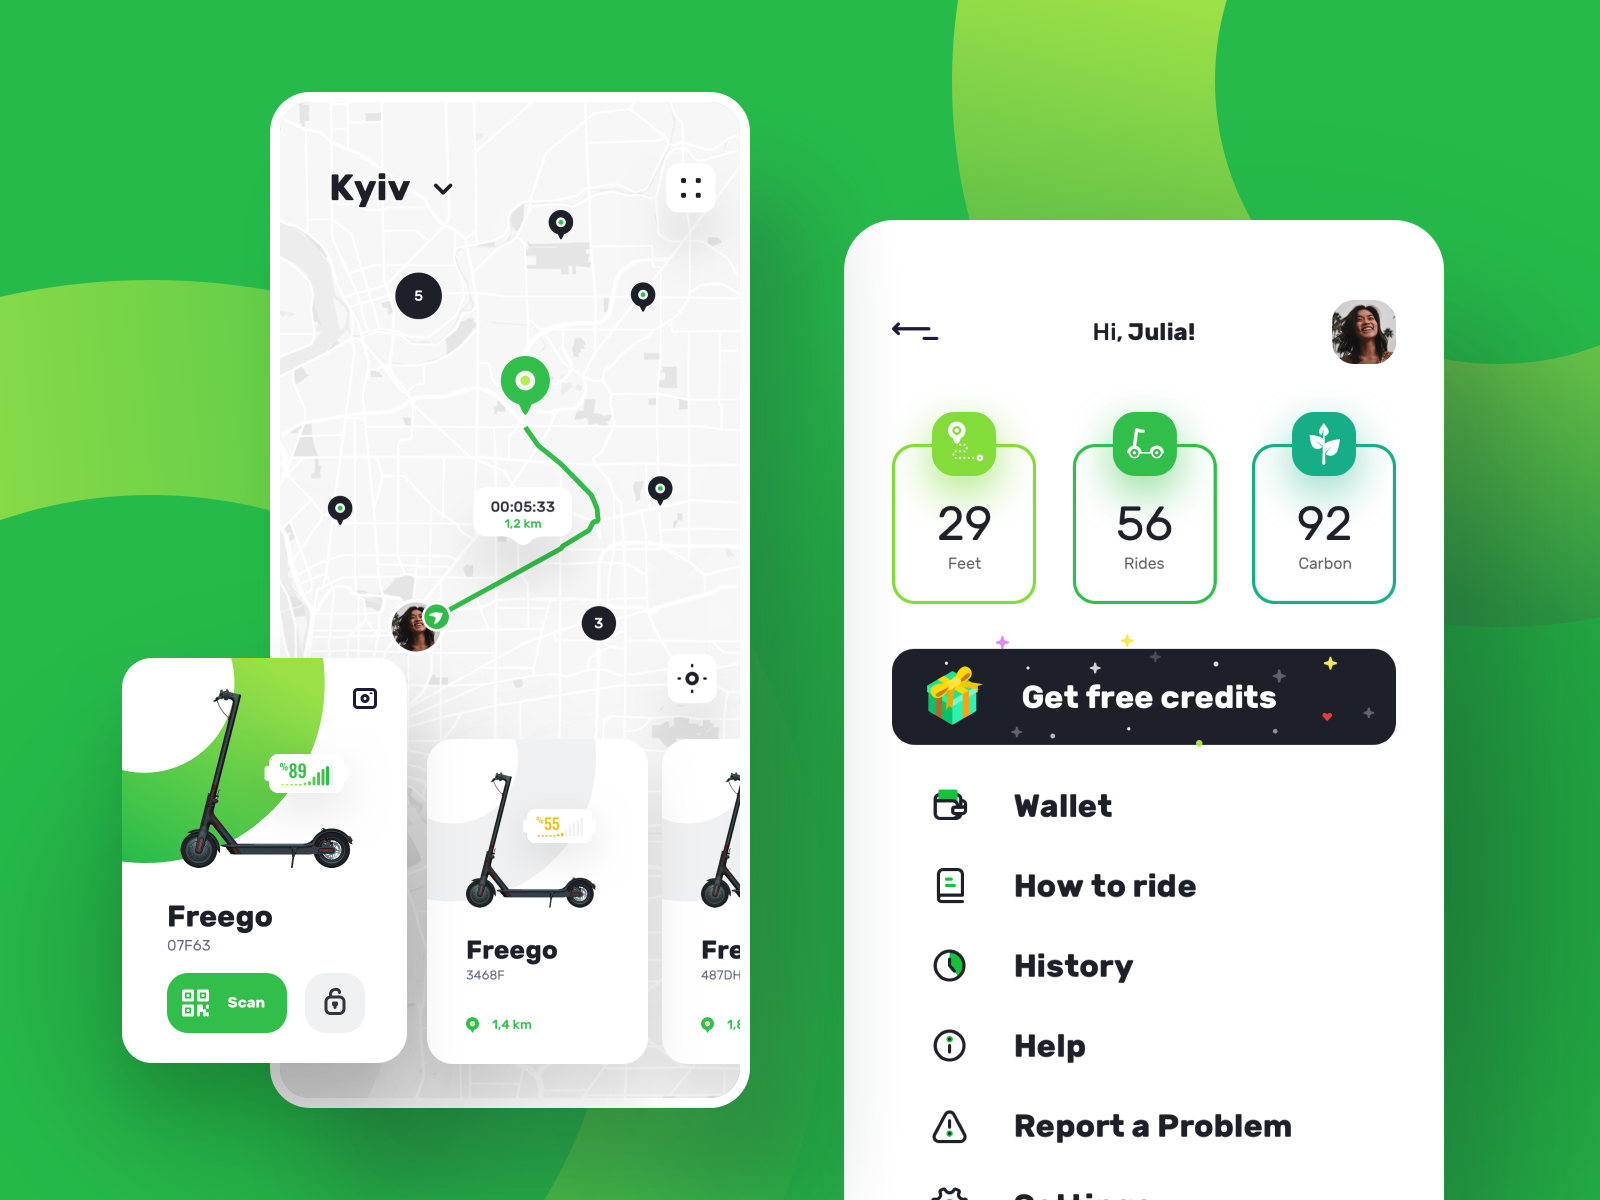 Kyiv
5
00:05:33
1,2 km
3
%89
Freego
07F63
Scan
%55
Freego
3468F
1,4 km
Fre
487DH
1,8
Hi, Julia!
29
Feet
56
Rides
92
Carbon
Get free credits
Wallet
How to ride
History
Help
Report a Problem